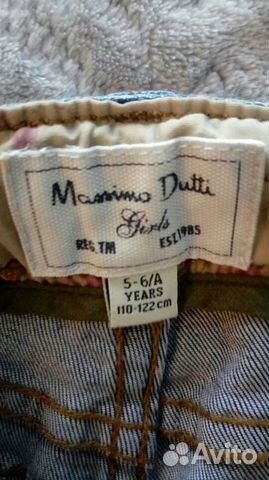 Massimo Dutti
Girls
REG.TM EST.1985
5-6/A
YEARS
110-122cm
Avito